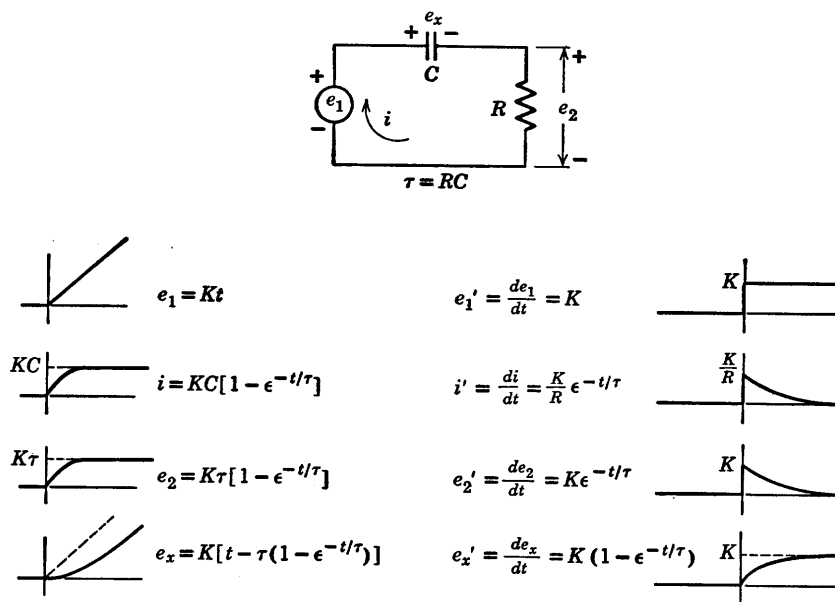 e_x
+ −
C
+
e_1
−
i
R
+
e_2
−
τ = RC
e_1 = Kt
e_1′ = de_1/dt = K
K
KC
i = KC[1 − ϵ^{−t/τ}]
i′ = di/dt = K/R ϵ^{−t/τ}
K/R
Kτ
e_2 = Kτ[1 − ϵ^{−t/τ}]
e_2′ = de_2/dt = Kϵ^{−t/τ}
K
e_x = K[t − τ(1 − ϵ^{−t/τ})]
e_x′ = de_x/dt = K(1 − ϵ^{−t/τ})
K